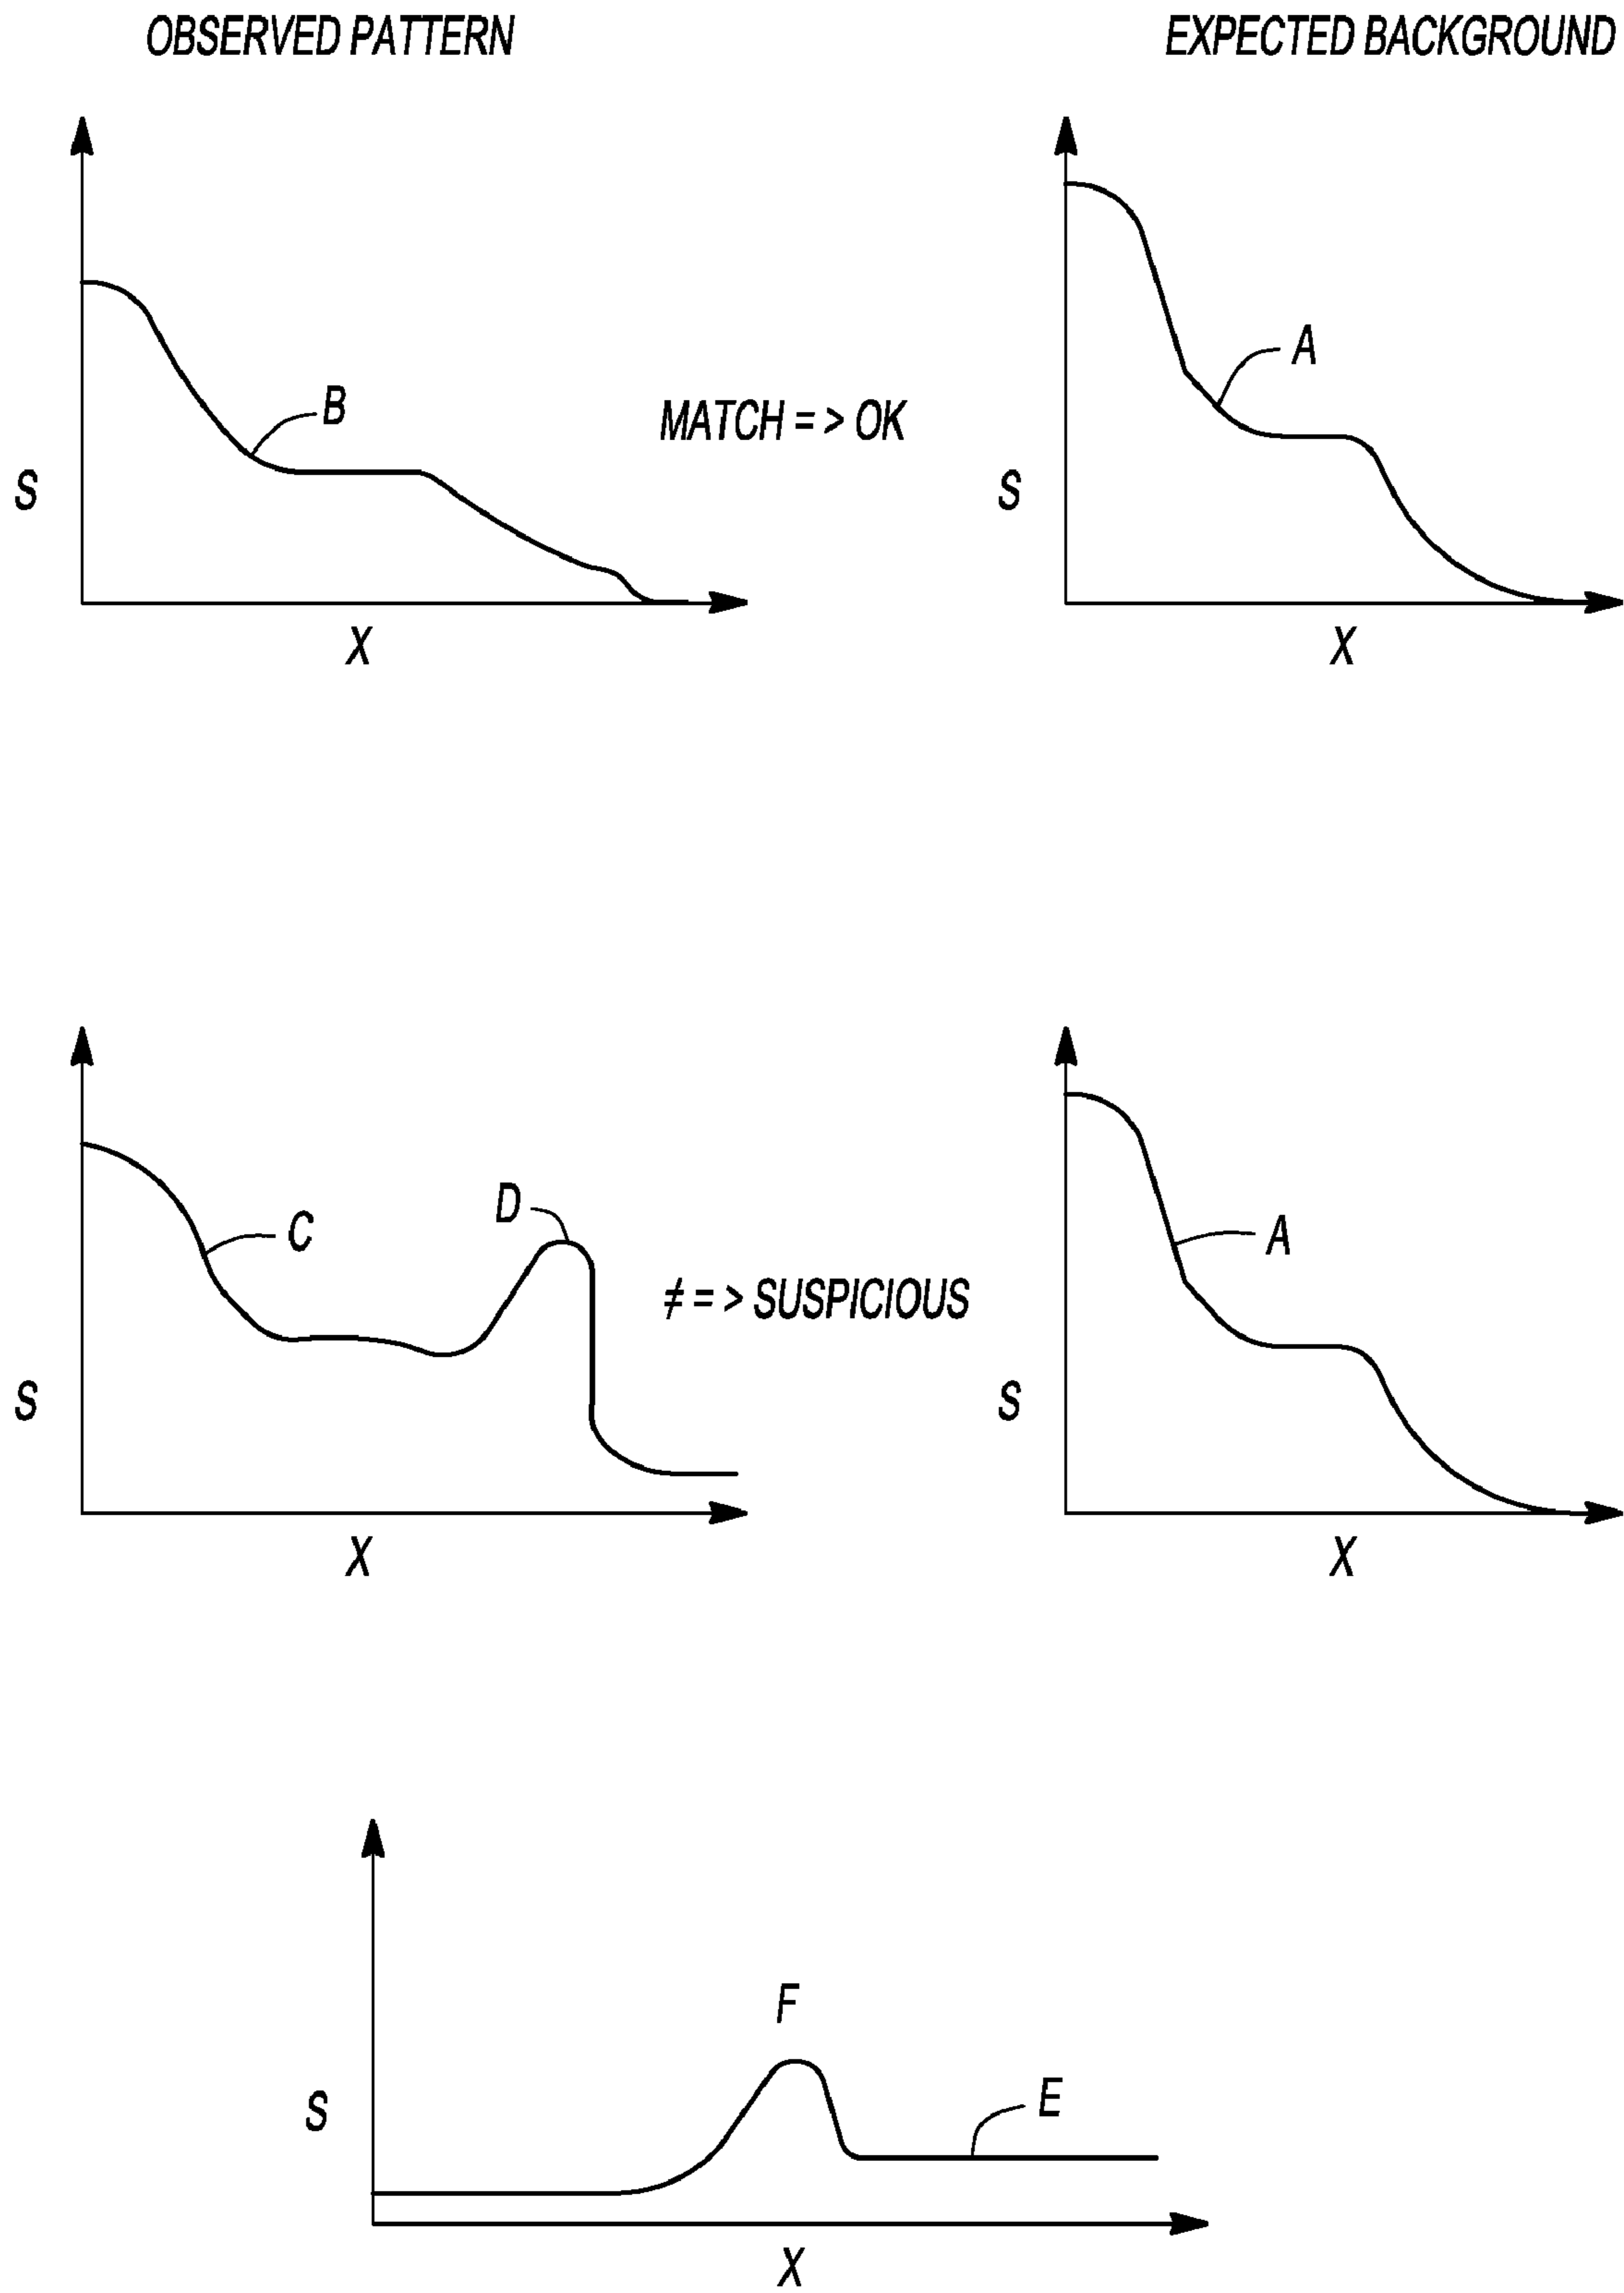 OBSERVED PATTERN
EXPECTED BACKGROUND
B
MATCH = > OK
A
S
S
X
X
D
C
A
≠ = > SUSPICIOUS
S
S
X
X
F
E
S
X